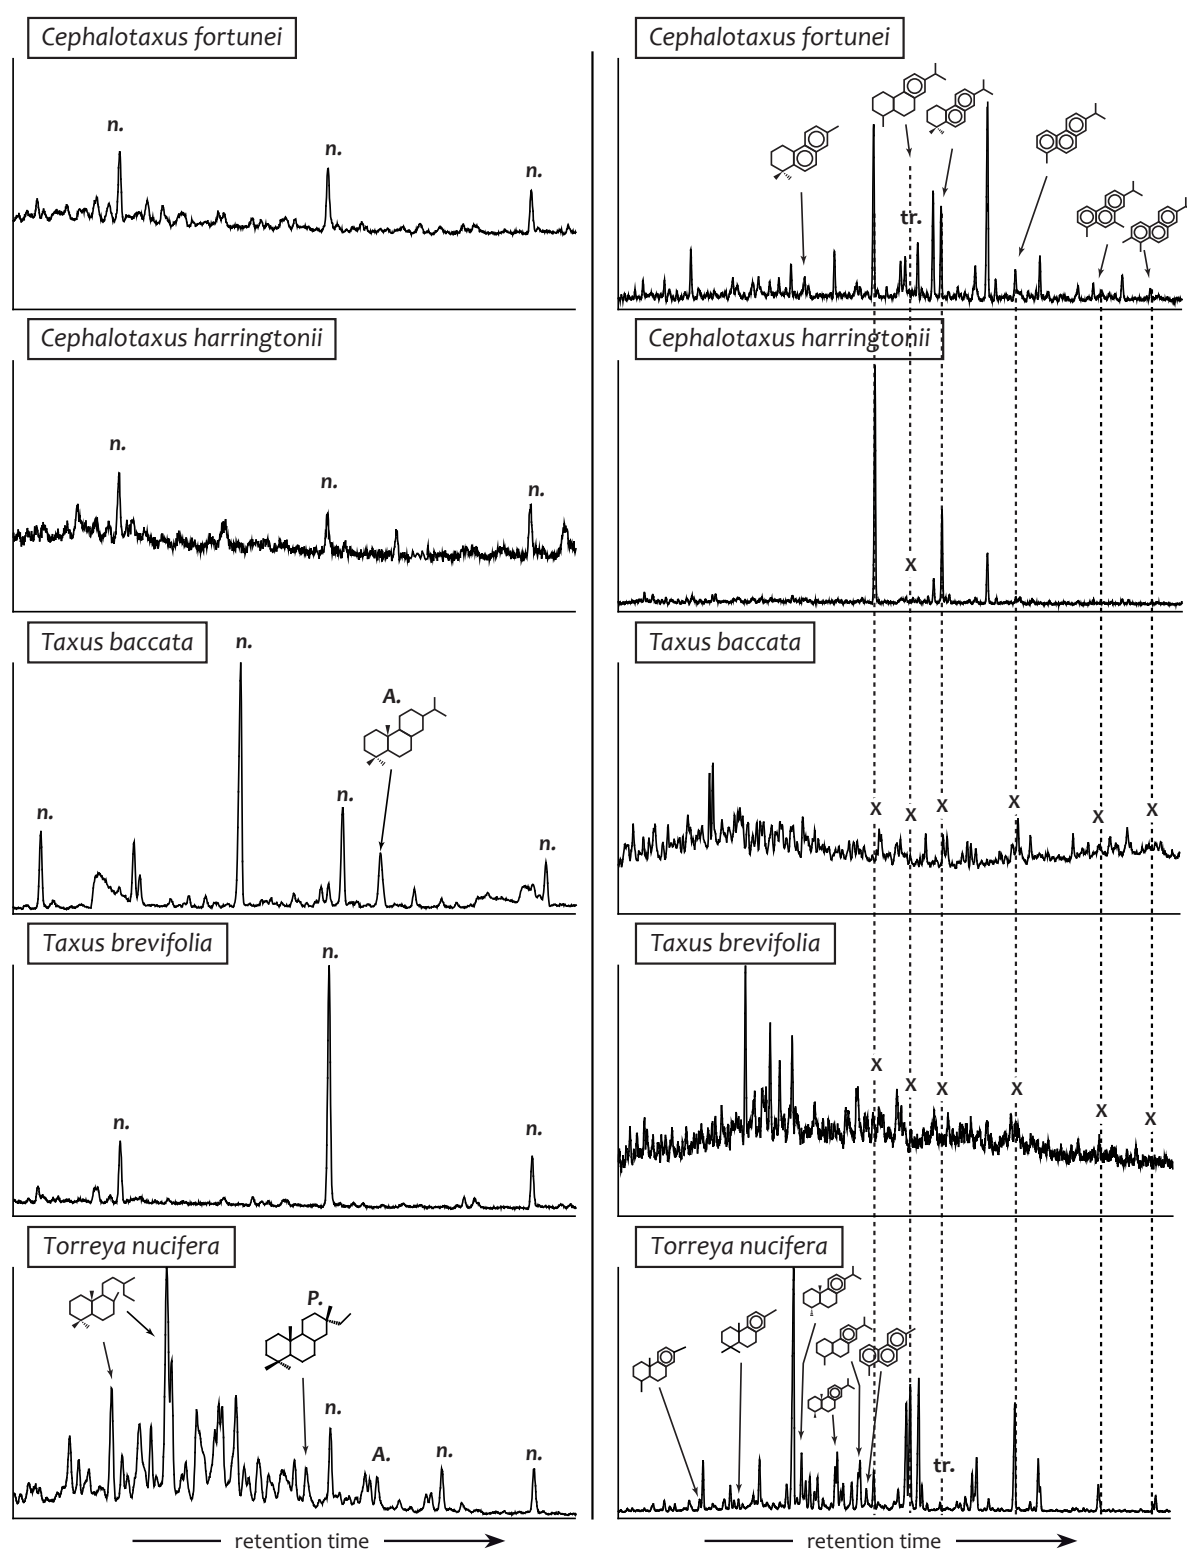 Cephalotaxus fortunei
n.
n.
n.
Cephalotaxus harringtonii
n.
n.
n.
Taxus baccata
n.
n.
n.
A.
n.
Taxus brevifolia
n.
n.
n.
Torreya nucifera
P.
n.
A.
n.
n.
retention time
Cephalotaxus fortunei
tr.
Cephalotaxus harringtonii
X
Taxus baccata
X
X
X
X
X
X
Taxus brevifolia
X
X
X
X
X
X
Torreya nucifera
tr.
retention time